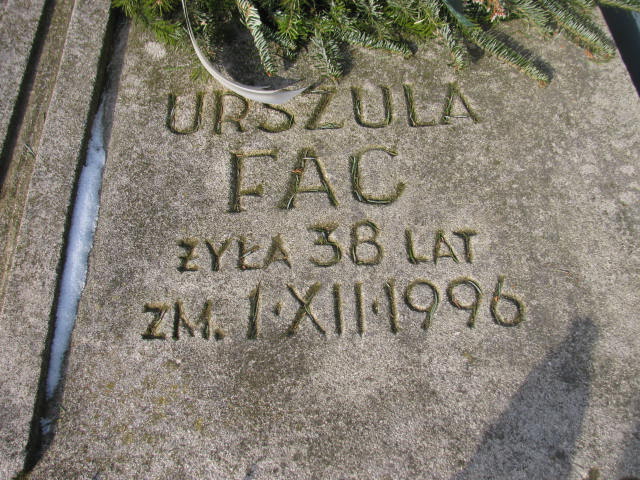 URSZULA
FAC
ŻYŁA 38 LAT
ZM. 1·XII·1996